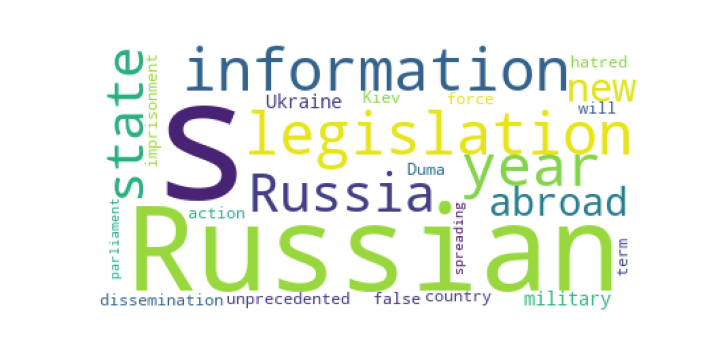 information
hatred
state
imprisonment
new
Ukraine
Kiev
force
will
s
legislation
year
Duma
Russia
abroad
parliament
action
Russian
spreading
term
dissemination
unprecedented
false
country
military